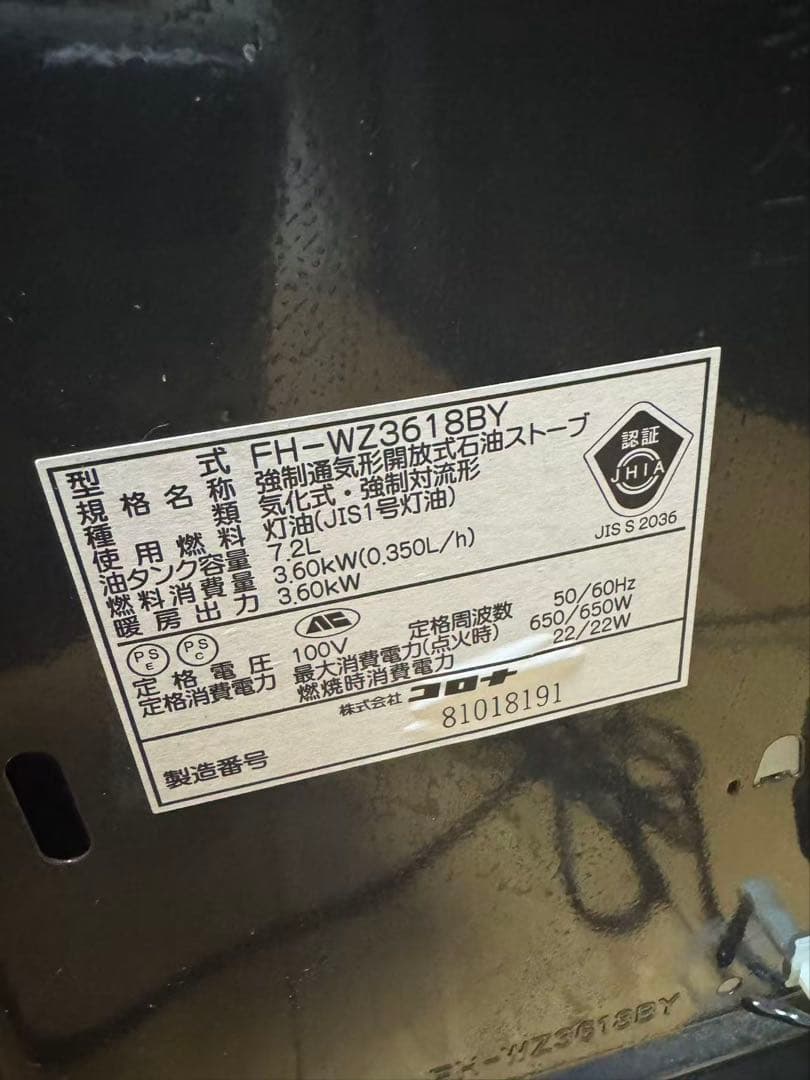 型式 FH-WZ3618BY
規格名称 強制通気形開放式石油ストーブ
種類 気化式・強制対流形
使用燃料 灯油(JIS1号灯油)
油タンク容量 7.2L
燃料消費量 3.60kW(0.350L/h)
暖房出力 3.60kW
認証
JHIA
JIS S 2036
PS E
PS C
定格電圧 100V 定格周波数 50/60Hz
定格消費電力 最大消費電力(点火時) 650/650W
燃焼時消費電力 22/22W
株式会社 コロナ
製造番号 81018191
FH-WZ3618BY